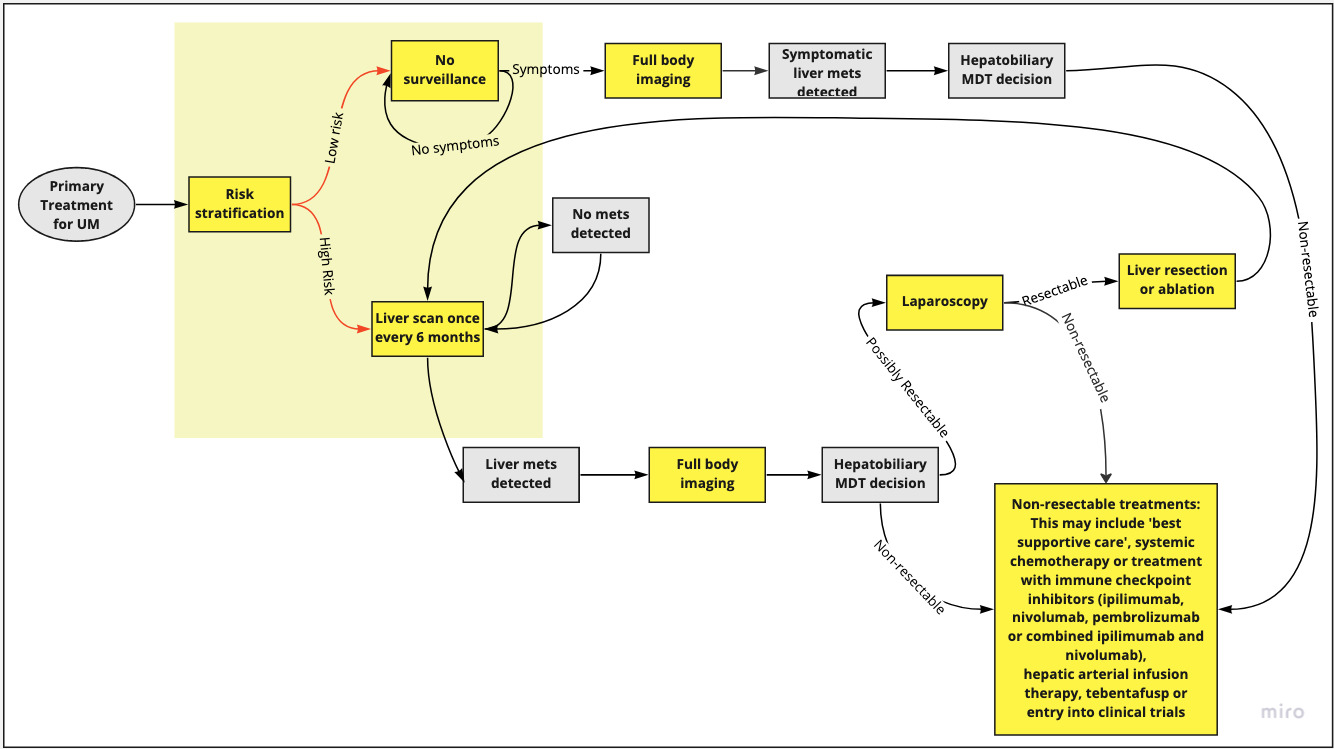 No
surveillance
Symptoms
Full body
imaging
Symptomatic
liver mets
detected
Hepatobiliary
MDT decision
Low risk
No symptoms
Primary
Treatment
for UM
Risk
stratification
No mets
detected
High Risk
Non-resectable
Liver resection
or ablation
Laparoscopy
Resectable
Liver scan once
every 6 months
Non-resectable
Possibly Resectable
Liver mets
detected
Full body
imaging
Hepatobiliary
MDT decision
Non-resectable
Non-resectable treatments:
This may include 'best
supportive care', systemic
chemotherapy or treatment
with immune checkpoint
inhibitors (ipilimumab,
nivolumab, pembrolizumab
or combined ipilimumab and
nivolumab),
hepatic arterial infusion
therapy, tebentafusp or
entry into clinical trials
miro